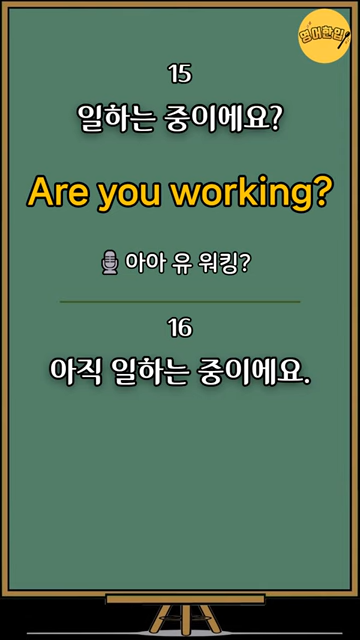 영어한입
15
일하는 중이에요?
Are you working?
아아 유 워킹?
16
아직 일하는 중이에요.